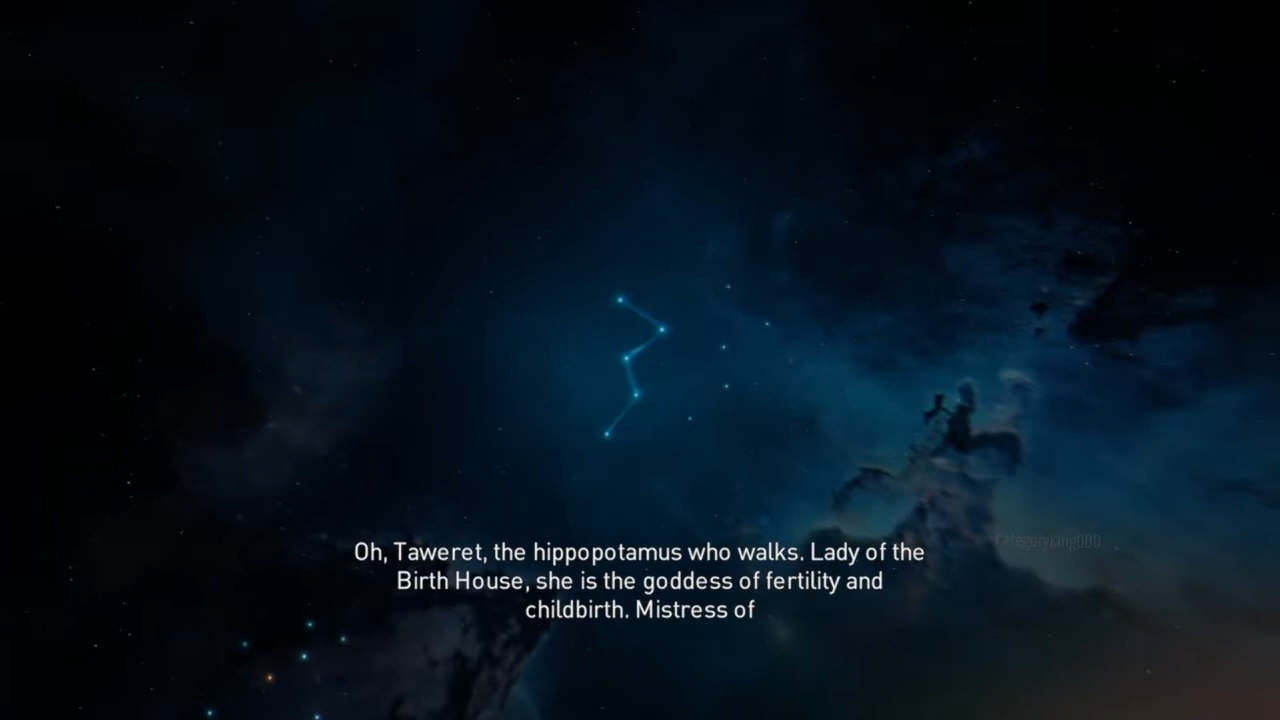 CategoryKing000
Oh, Taweret, the hippopotamus who walks. Lady of the
Birth House, she is the goddess of fertility and
childbirth. Mistress of